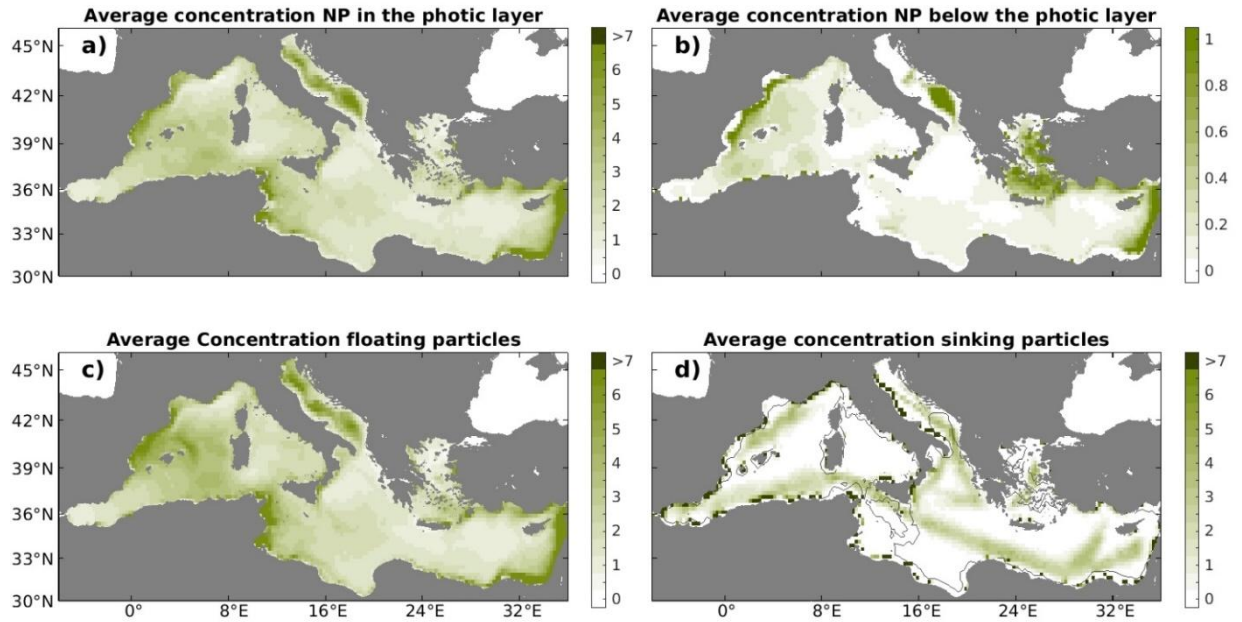 Average concentration NP in the photic layer
a)
45°N
42°N
39°N
36°N
33°N
30°N
>7
6
5
4
3
2
1
0
Average concentration NP below the photic layer
b)
1
0.8
0.6
0.4
0.2
0
Average Concentration floating particles
c)
45°N
42°N
39°N
36°N
33°N
30°N
0°
8°E
16°E
24°E
32°E
>7
6
5
4
3
2
1
0
Average concentration sinking particles
d)
0°
8°E
16°E
24°E
32°E
>7
6
5
4
3
2
1
0